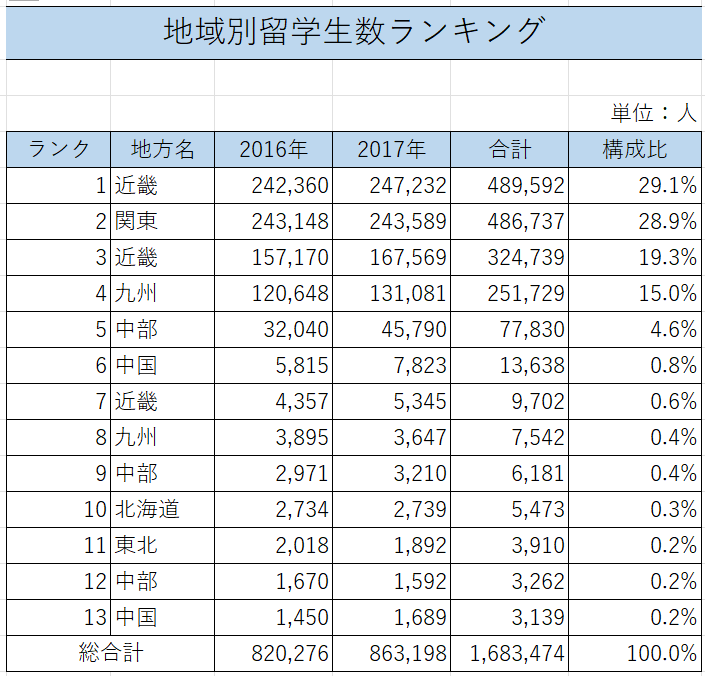 地域別留学生数ランキング
単位：人
ランク 地方名 2016年 2017年 合計 構成比
1 近畿 242,360 247,232 489,592 29.1%
2 関東 243,148 243,589 486,737 28.9%
3 近畿 157,170 167,569 324,739 19.3%
4 九州 120,648 131,081 251,729 15.0%
5 中部 32,040 45,790 77,830 4.6%
6 中国 5,815 7,823 13,638 0.8%
7 近畿 4,357 5,345 9,702 0.6%
8 九州 3,895 3,647 7,542 0.4%
9 中部 2,971 3,210 6,181 0.4%
10 北海道 2,734 2,739 5,473 0.3%
11 東北 2,018 1,892 3,910 0.2%
12 中部 1,670 1,592 3,262 0.2%
13 中国 1,450 1,689 3,139 0.2%
総合計 820,276 863,198 1,683,474 100.0%